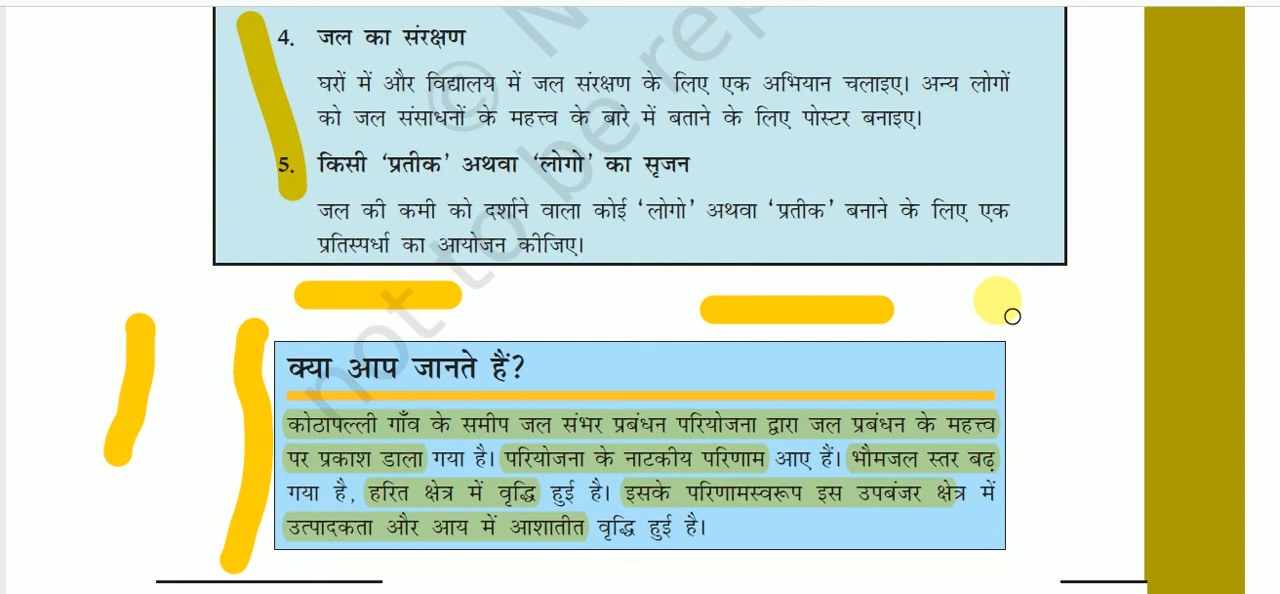 4. जल का संरक्षण
घरों में और विद्यालय में जल संरक्षण के लिए एक अभियान चलाइए। अन्य लोगों
को जल संसाधनों के महत्त्व के बारे में बताने के लिए पोस्टर बनाइए।
5. किसी ‘प्रतीक’ अथवा ‘लोगो’ का सृजन
जल की कमी को दर्शाने वाला कोई ‘लोगो’ अथवा ‘प्रतीक’ बनाने के लिए एक
प्रतिस्पर्धा का आयोजन कीजिए।
क्या आप जानते हैं?
कोठापल्ली गाँव के समीप जल संभर प्रबंधन परियोजना द्वारा जल प्रबंधन के महत्त्व
पर प्रकाश डाला गया है। परियोजना के नाटकीय परिणाम आए हैं। भौमजल स्तर बढ़
गया है, हरित क्षेत्र में वृद्धि हुई है। इसके परिणामस्वरूप इस उपबंजर क्षेत्र में
उत्पादकता और आय में आशातीत वृद्धि हुई है।
© N
not to be rep